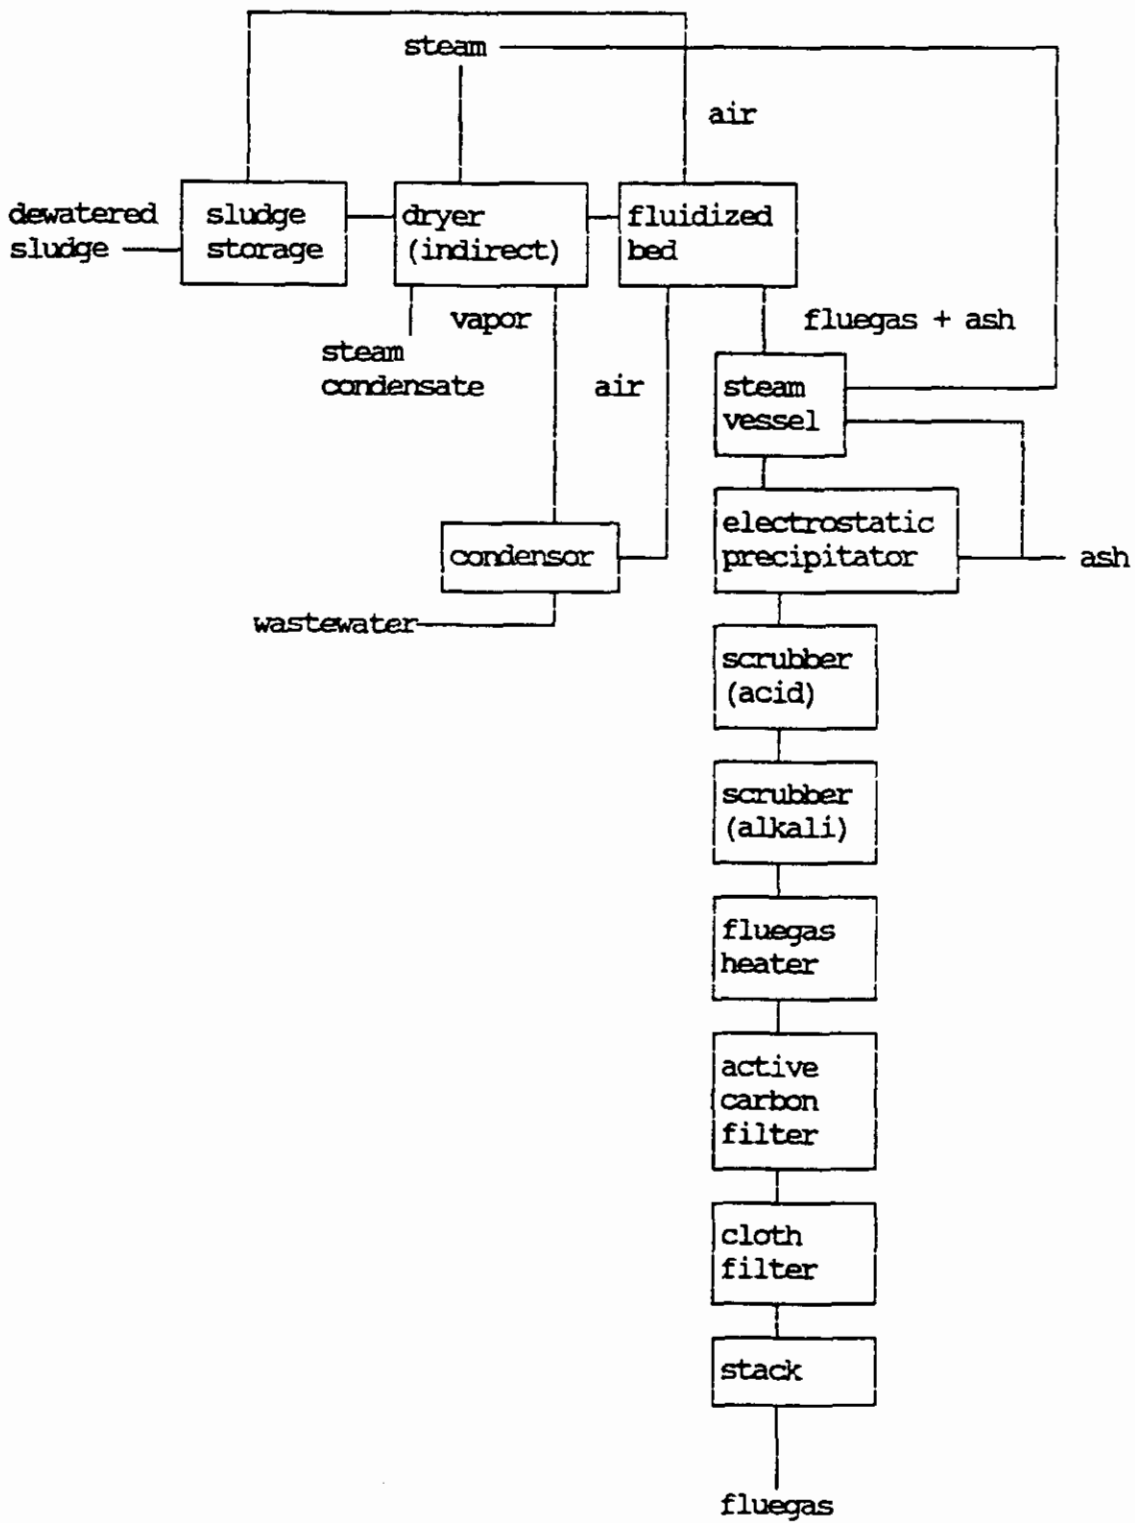 steam
air
dewatered
sludge
sludge
storage
dryer
(indirect)
fluidized
bed
vapor
steam
condensate
air
fluegas + ash
steam
vessel
electrostatic
precipitator
ash
condensor
wastewater
scrubber
(acid)
scrubber
(alkali)
fluegas
heater
active
carbon
filter
cloth
filter
stack
fluegas